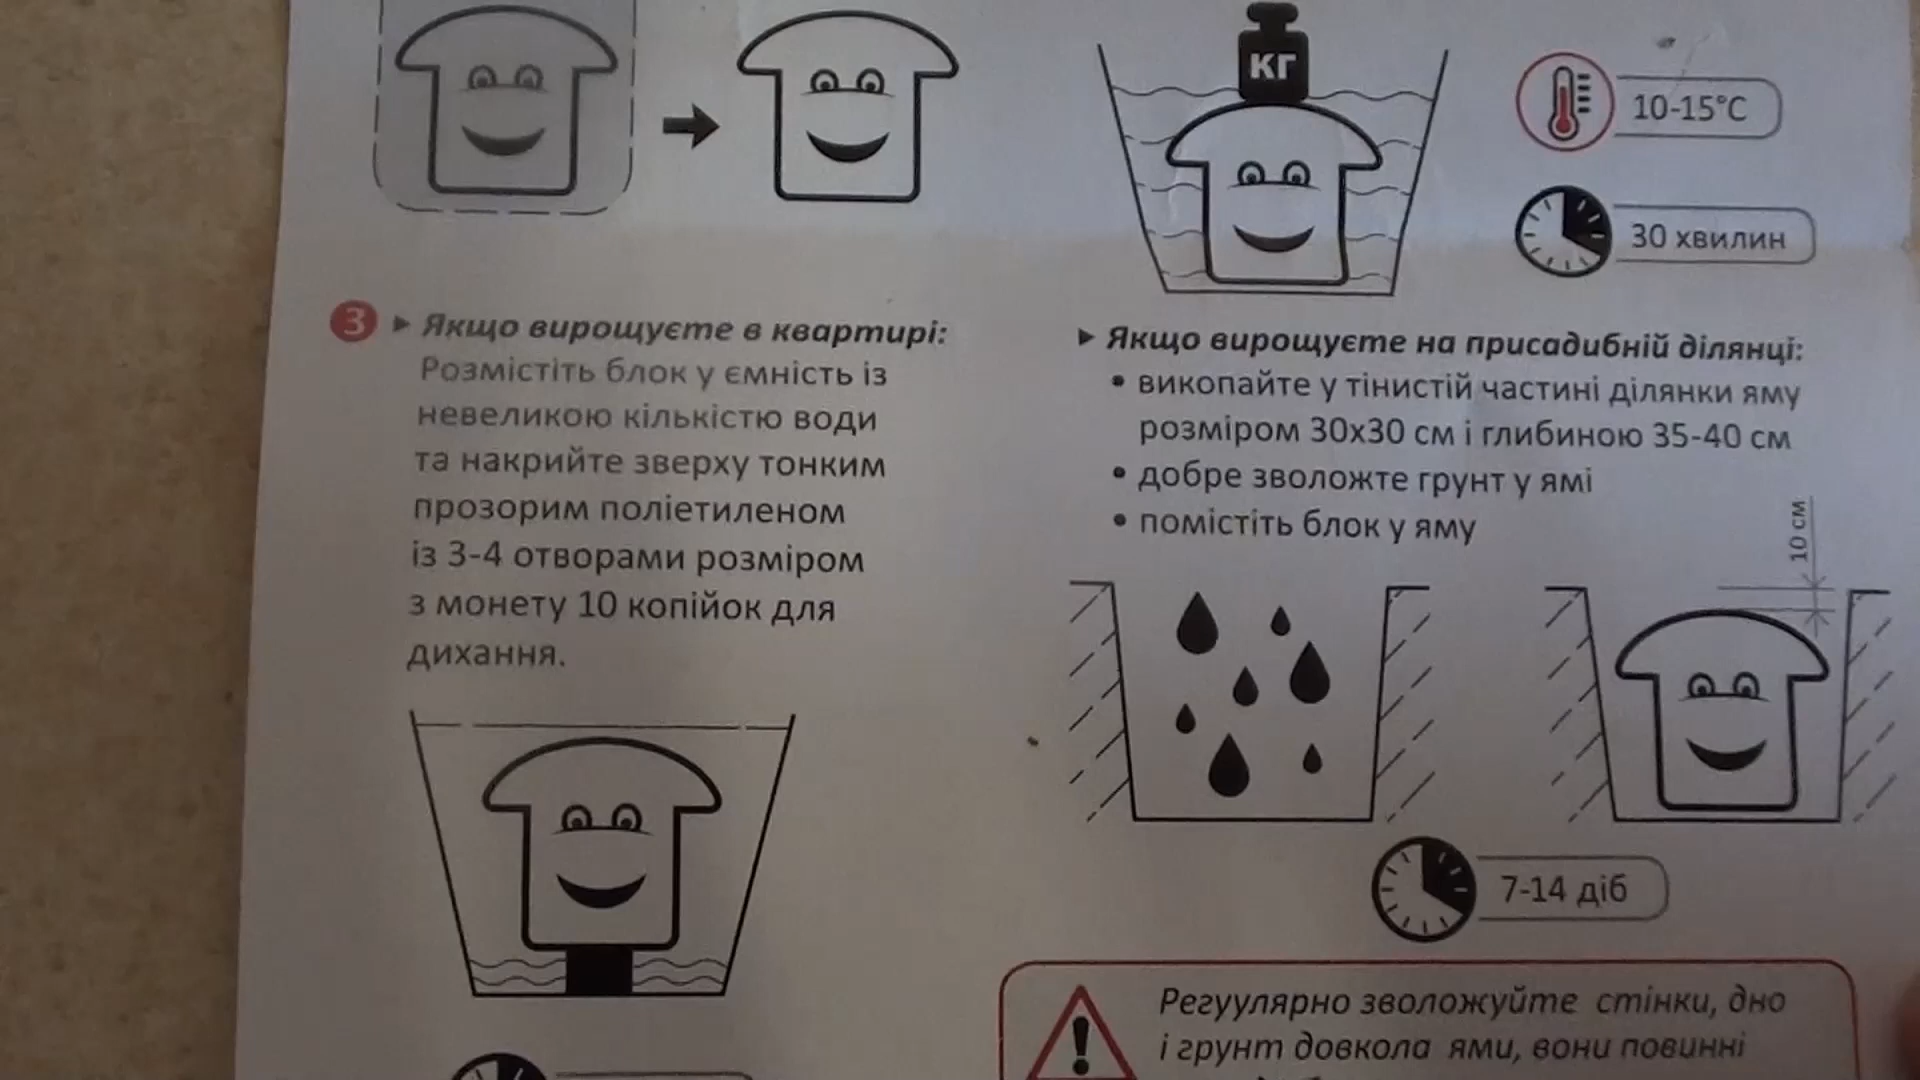 КГ
10-15°C
30 хвилин
3 Якщо вирощуєте в квартирі:
Розмістіть блок у ємність із
невеликою кількістю води
та накрийте зверху тонким
прозорим поліетиленом
із 3-4 отворами розміром
з монету 10 копійок для
дихання.
Якщо вирощуєте на присадибній ділянці:
• викопайте у тінистій частині ділянки яму
розміром 30х30 см і глибиною 35-40 см
• добре зволожте грунт у ямі
• помістіть блок у яму
10 см
7-14 діб
Регуулярно зволожуйте стінки, дно
і грунт довкола ями, вони повинні